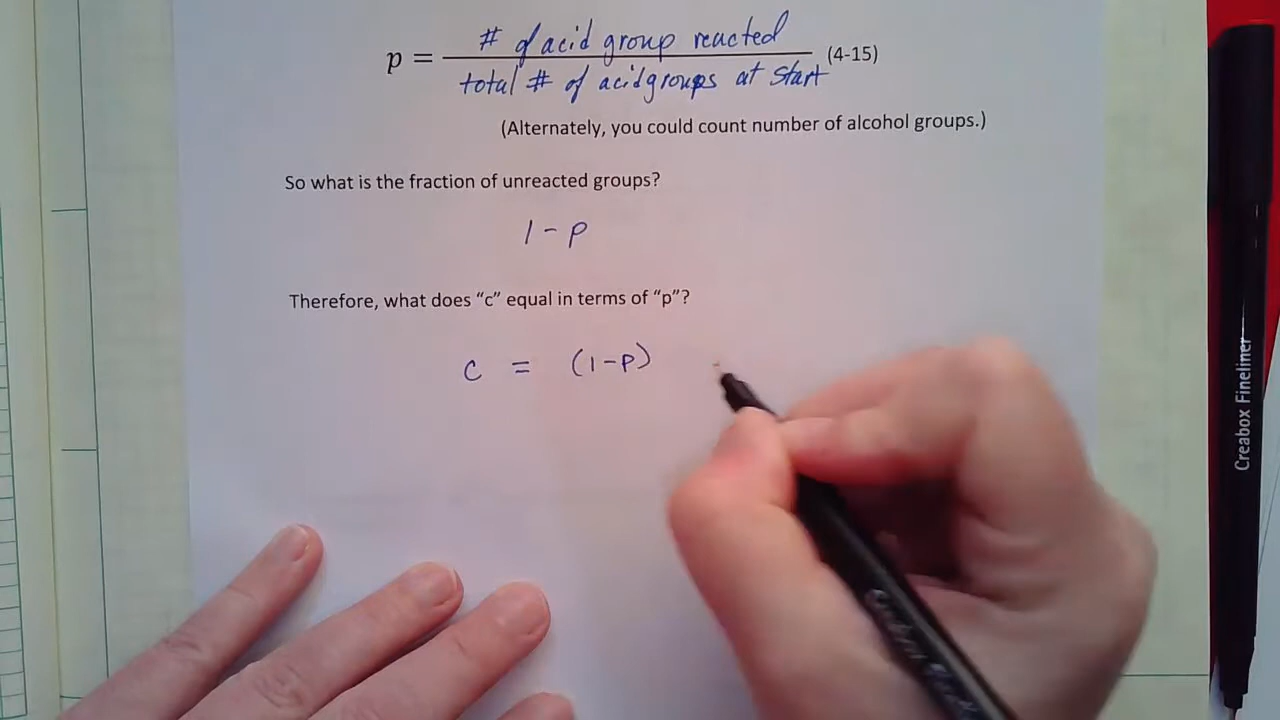 # of acid group reacted
p = (4-15)
total # of acid groups at start
(Alternately, you could count number of alcohol groups.)
So what is the fraction of unreacted groups?
1 - p
Therefore, what does “c” equal in terms of “p”?
c = (1-p)
Creabox Fineliner